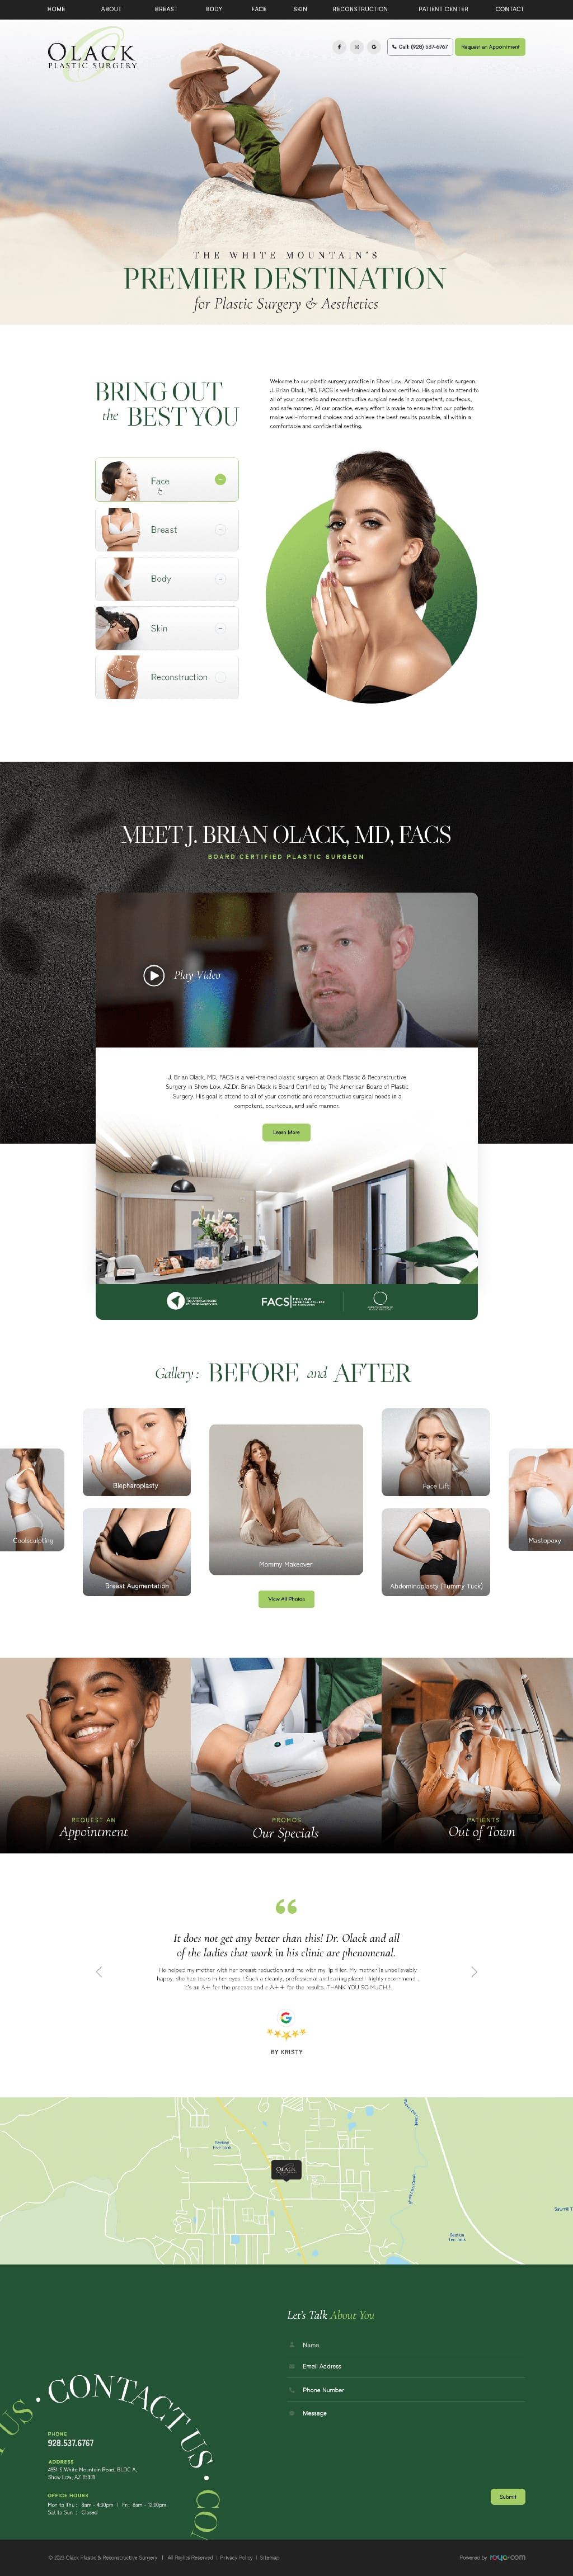 HOME ABOUT BREAST BODY FACE SKIN RECONSTRUCTION PATIENT CENTER CONTACT
OLACK
PLASTIC SURGERY
Call: (928) 537-6767
Request an Appointment
THE WHITE MOUNTAIN'S
PREMIER DESTINATION
for Plastic Surgery & Aesthetics
BRING OUT
the BEST YOU
Welcome to our plastic surgery practice in Show Low, Arizona! Our plastic surgeon,
J. Brian Olack, MD, FACS is well-trained and board certified. His goal is to attend to
all of your cosmetic and reconstructive surgical needs in a competent, courteous,
and safe manner. At our practice, every effort is made to ensure that our patients
make well-informed choices and achieve the best results possible, all within a
comfortable and confidential setting.
Face
Breast
Body
Skin
Reconstruction
MEET J. BRIAN OLACK, MD, FACS
BOARD CERTIFIED PLASTIC SURGEON
Play Video
J. Brian Olack, MD, FACS is a well-trained plastic surgeon at Olack Plastic & Reconstructive
Surgery in Show Low, AZ.Dr. Brian Olack is Board Certified by The American Board of Plastic
Surgery. His goal is to attend to all of your cosmetic and reconstructive surgical needs in a
competent, courteous, and safe manner.
Learn More
FACS FELLOW
Gallery: BEFORE and AFTER
Coolsculpting
Blepharoplasty
Breast Augmentation
Mommy Makeover
Face Lift
Abdominoplasty (Tummy Tuck)
Mastopexy
View All Photos
REQUEST AN
Appointment
PROMOS
Our Specials
PATIENTS
Out of Town
It does not get any better than this! Dr. Olack and all
of the ladies that work in his clinic are phenomenal.
He helped my mother with her breast reduction and me with my lip filler. My mother is unbelievably
happy, she has tears in her eyes! Such a clean, professional and caring place! I highly recommend.
It's an A+ for the process and a A+++ for the results. THANK YOU SO MUCH!!.
BY KRISTY
OLACK
Let's Talk About You
Name
Email Address
Phone Number
Message
Submit
CONTACT US
PHONE
928.537.6767
ADDRESS
4951 S White Mountain Road, BLDG A,
Show Low, AZ 85901
OFFICE HOURS
Mon to Thu : 8am - 4:30pm | Fri: 8am - 12:00pm
Sat to Sun : Closed
© 2023 Olack Plastic & Reconstructive Surgery | All Rights Reserved | Privacy Policy | Sitemap
Powered by